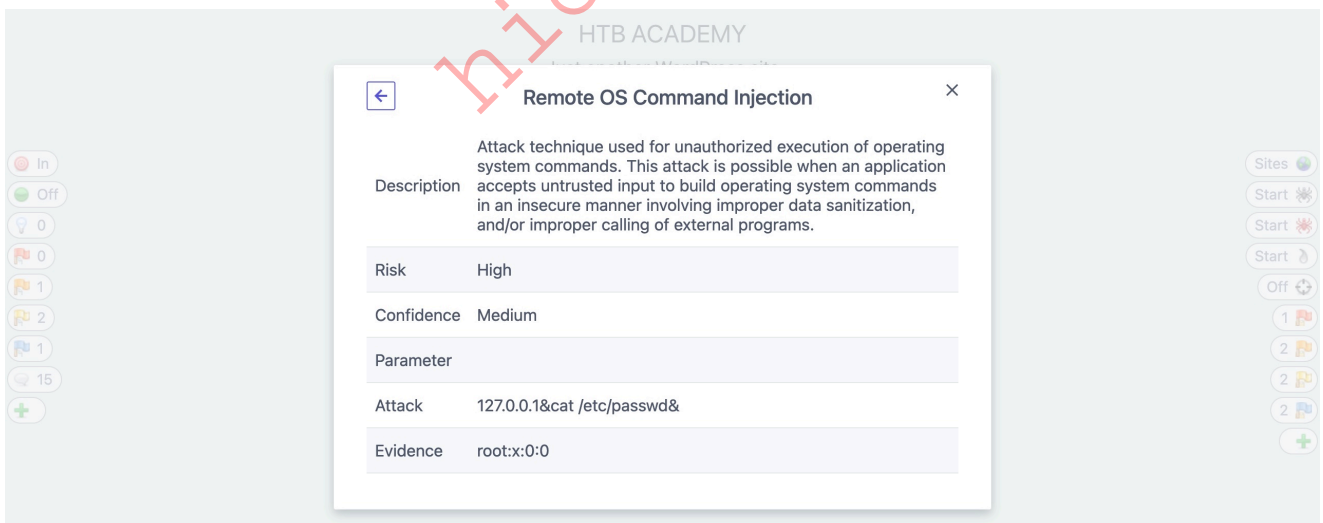 HTB ACADEMY
Just another WordPress site
Remote OS Command Injection
Description
Attack technique used for unauthorized execution of operating
system commands. This attack is possible when an application
accepts untrusted input to build operating system commands
in an insecure manner involving improper data sanitization,
and/or improper calling of external programs.
Risk High
Confidence Medium
Parameter
Attack 127.0.0.1&cat /etc/passwd&
Evidence root:x:0:0
In
Off
0
0
1
2
1
15
Sites
Start
Start
Start
Off
1
2
2
2